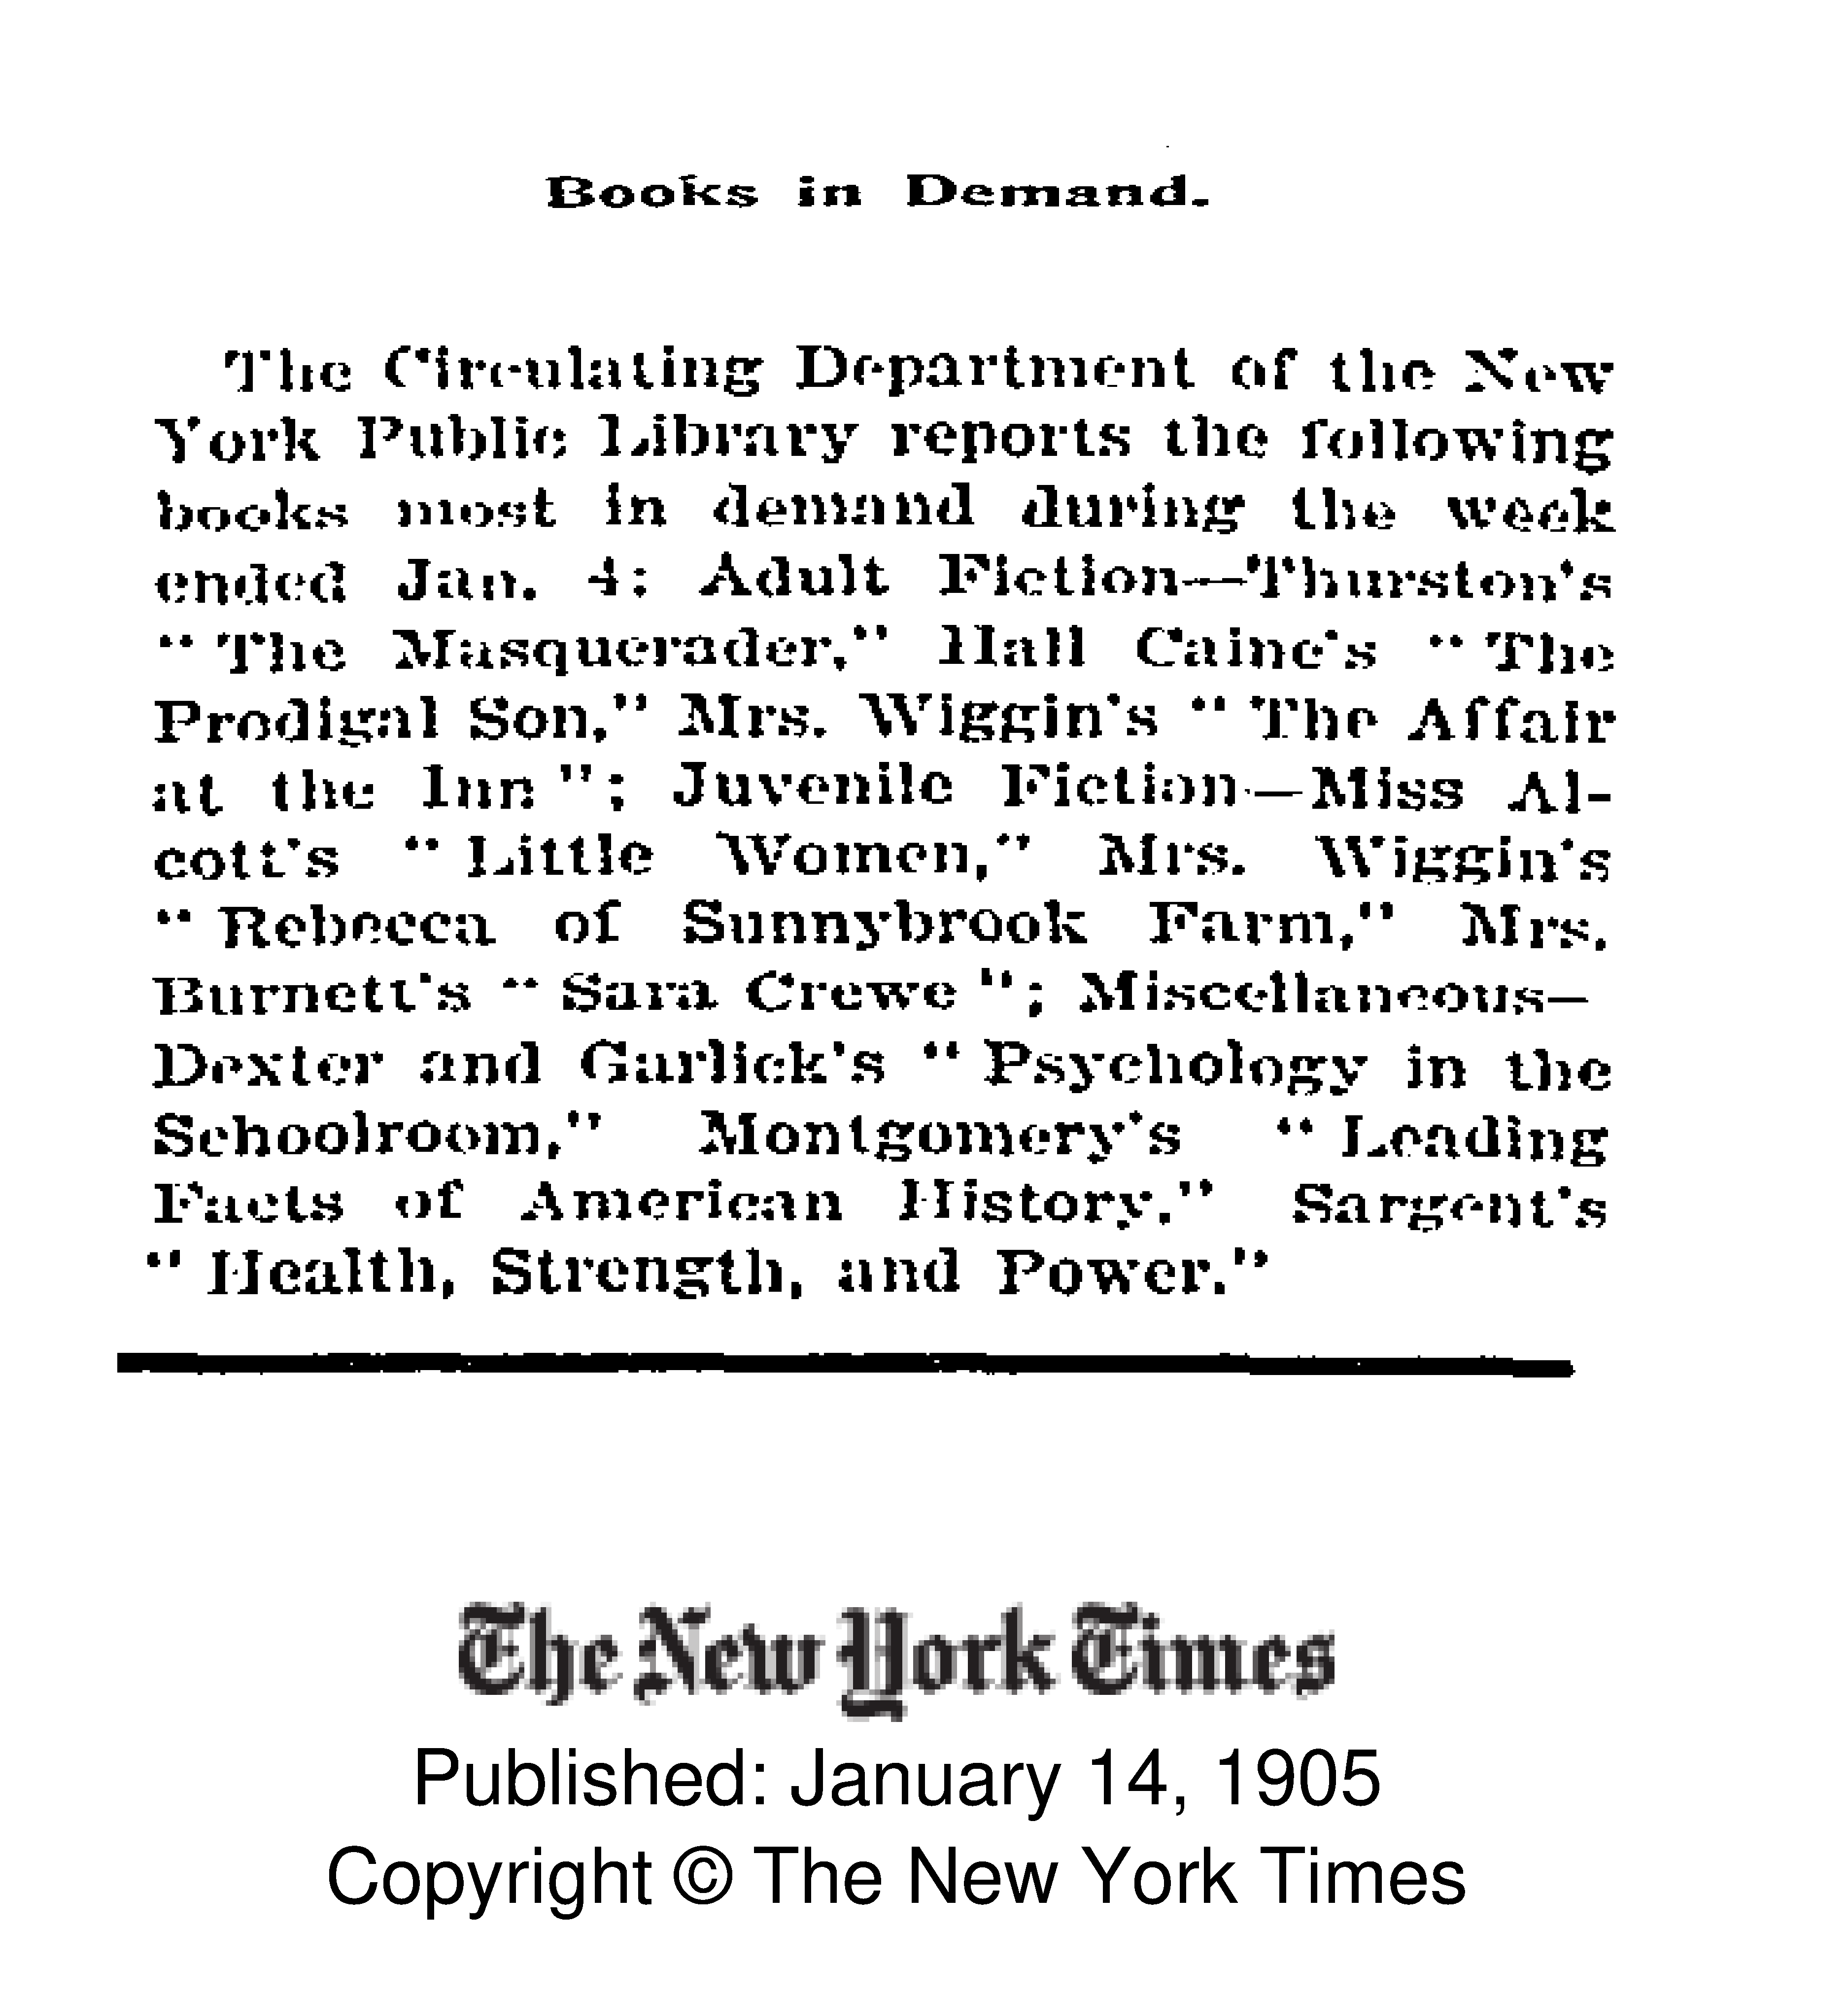 Books in Demand.
The Circulating Department of the New
York Public Library reports the following
books most in demand during the week
ended Jan. 4: Adult Fiction—Thurston's
“ The Masquerader,” Hall Caine's “ The
Prodigal Son,” Mrs. Wiggin's “ The Affair
at the Inn ”; Juvenile Fiction—Miss Al-
cott's “ Little Women,” Mrs. Wiggin's
“ Rebecca of Sunnybrook Farm,” Mrs.
Burnett's “ Sara Crewe ”; Miscellaneous—
Dexter and Garlick's “ Psychology in the
Schoolroom,” Montgomery's “ Leading
Facts of American History.” Sargent's
“ Health, Strength, and Power.”
The New York Times
Published: January 14, 1905
Copyright © The New York Times